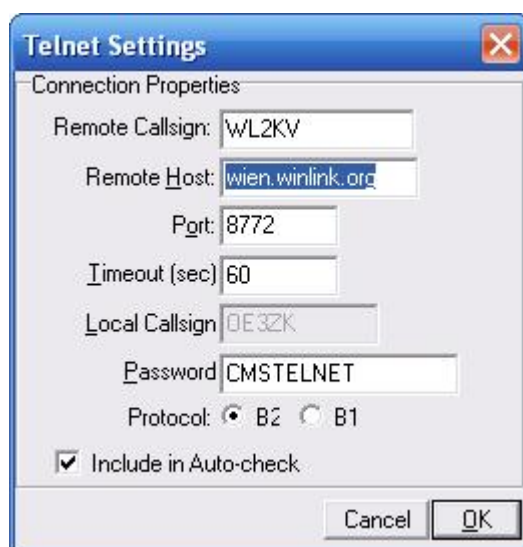 Telnet Settings
Connection Properties
Remote Callsign: WL2KV
Remote Host: wien.winlink.org
Port: 8772
Timeout (sec) 60
Local Callsign OE3ZK
Password CMSTELNET
Protocol: B2 B1
Include in Auto-check
Cancel OK